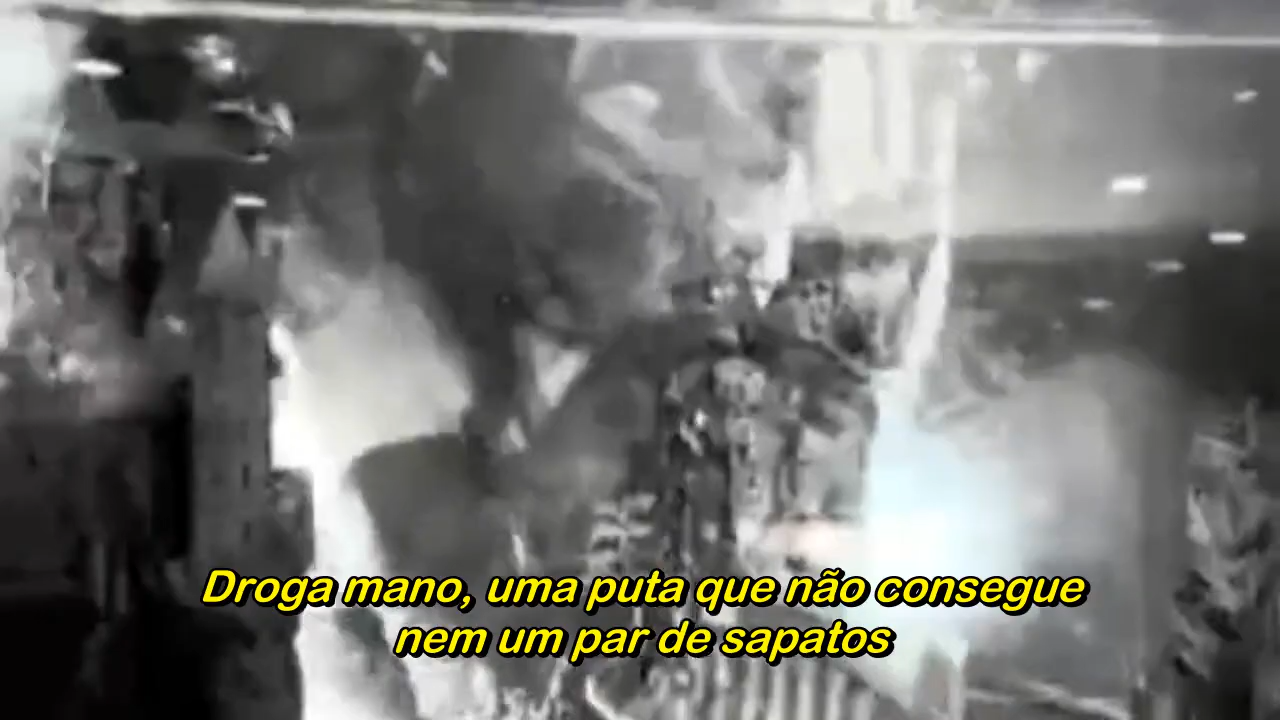 Droga mano, uma puta que não consegue
nem um par de sapatos